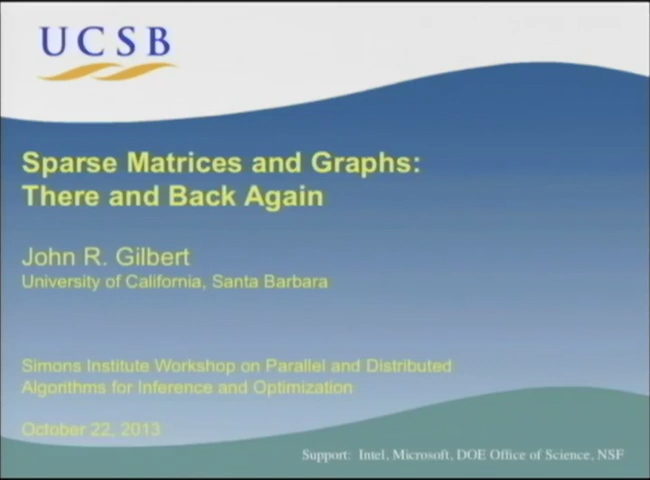 UCSB
Sparse Matrices and Graphs:
There and Back Again
John R. Gilbert
University of California, Santa Barbara
Simons Institute Workshop on Parallel and Distributed
Algorithms for Inference and Optimization
October 22, 2013
Support: Intel, Microsoft, DOE Office of Science, NSF